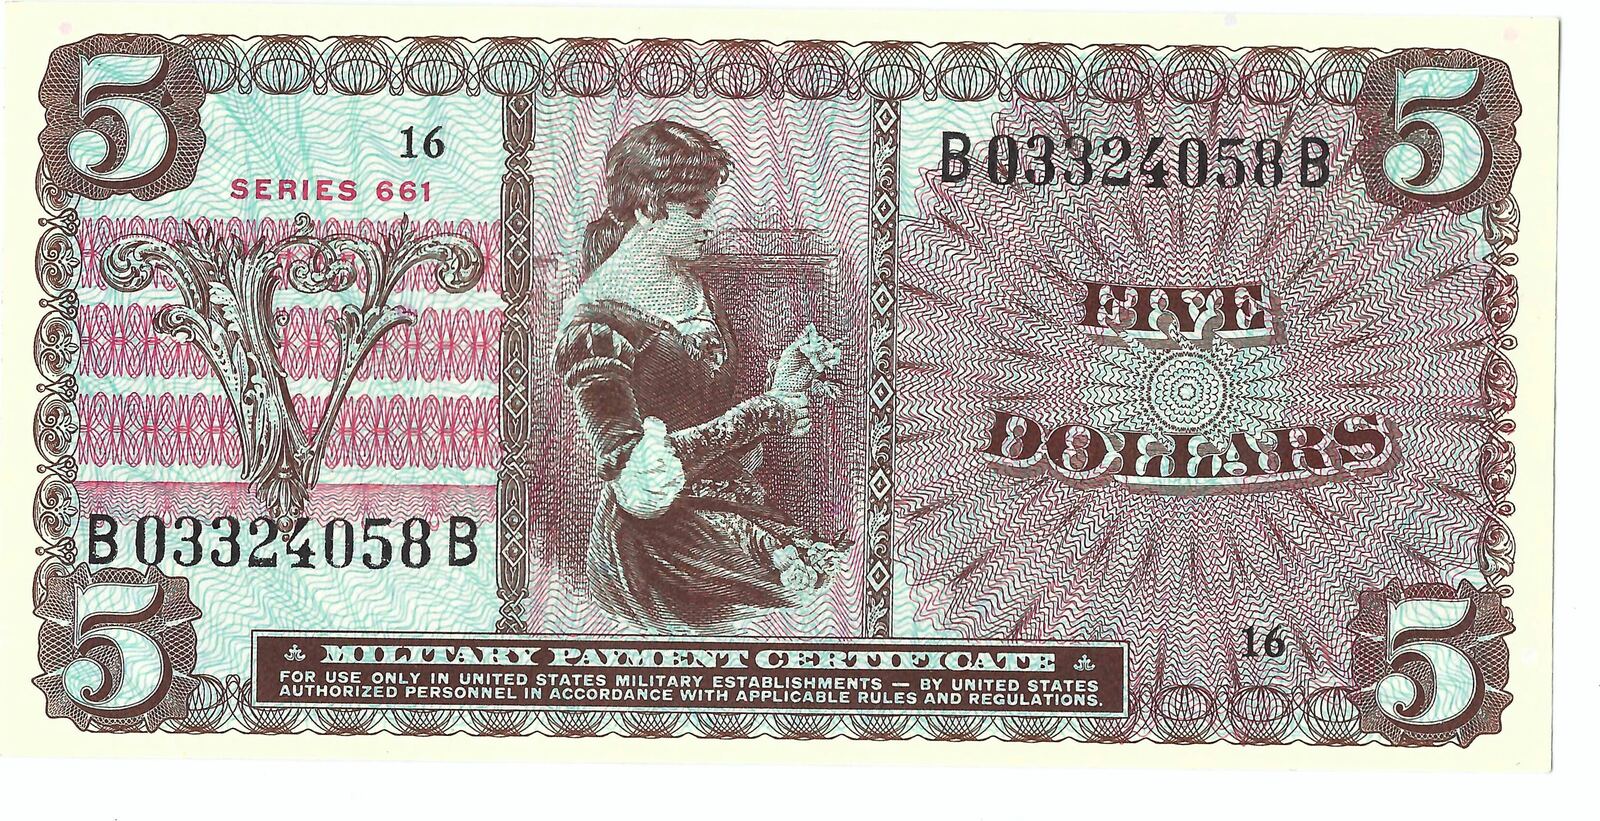 5
5
16
B03324058B
SERIES 661
V
FIVE
DOLLARS
B03324058B
16
5
5
MILITARY PAYMENT CERTIFICATE
FOR USE ONLY IN UNITED STATES MILITARY ESTABLISHMENTS — BY UNITED STATES
AUTHORIZED PERSONNEL IN ACCORDANCE WITH APPLICABLE RULES AND REGULATIONS.